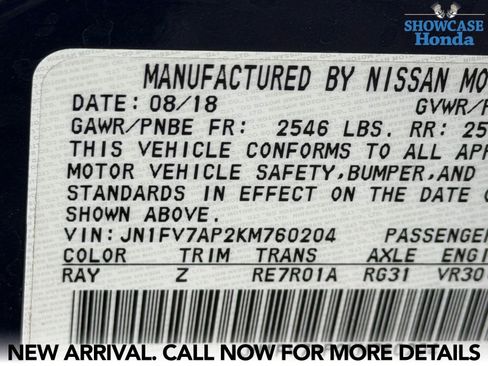 SHOWCASE
Honda
MANUFACTURED BY NISSAN MO
DATE: 08/18 GVWR/P
GAWR/PNBE FR: 2546 LBS. RR: 25
THIS VEHICLE CONFORMS TO ALL APP
MOTOR VEHICLE SAFETY,BUMPER,AND
STANDARDS IN EFFECT ON THE DATE O
SHOWN ABOVE.
VIN:JN1FV7AP2KM760204 PASSENGE
COLOR TRIM TRANS AXLE ENGI
RAY Z RE7R01A RG31 VR30
NEW ARRIVAL. CALL NOW FOR MORE DETAILS